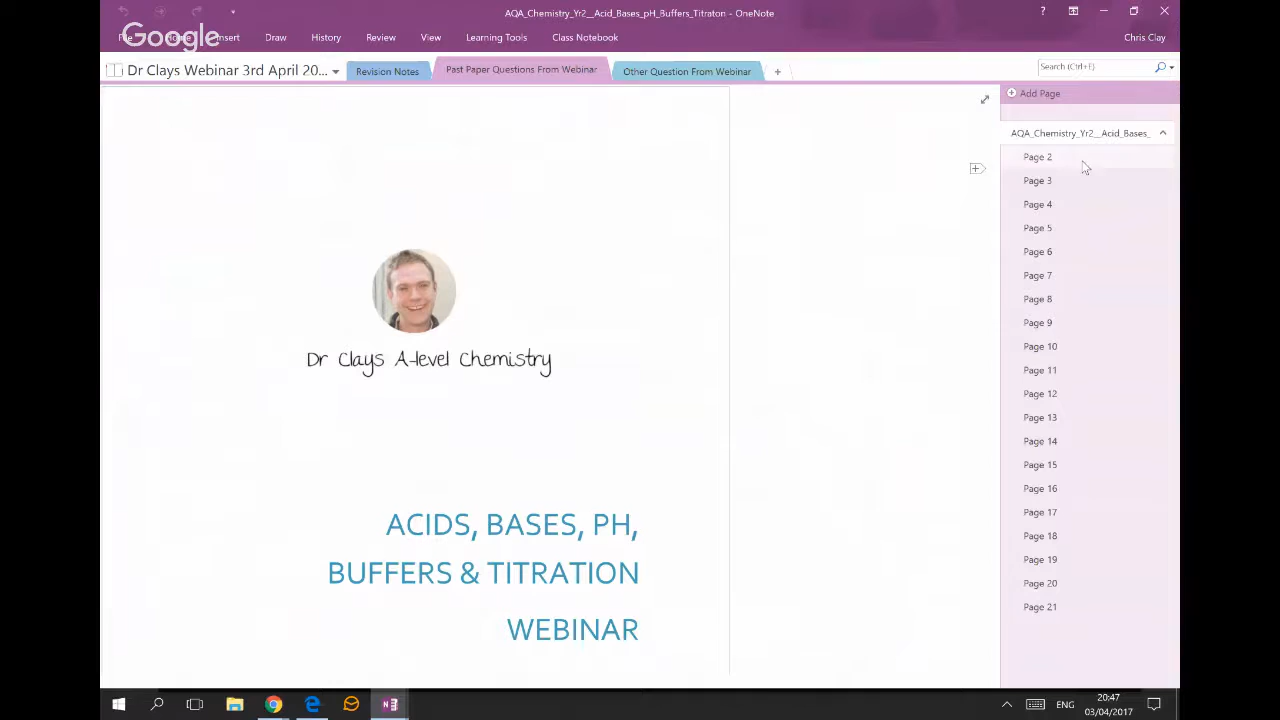 AQA_Chemistry_Yr2__Acid_Bases_pH_Buffers_Titraton - OneNote
?
Google
Insert
Draw
History
Review
View
Learning Tools
Class Notebook
Chris Clay
Dr Clays Webinar 3rd April 20...
Revision Notes
Past Paper Questions From Webinar
Other Question From Webinar
+
Search (Ctrl+E)
Add Page
AQA_Chemistry_Yr2__Acid_Bases_
Page 2
Page 3
Page 4
Page 5
Page 6
Page 7
Page 8
Page 9
Page 10
Page 11
Page 12
Page 13
Page 14
Page 15
Page 16
Page 17
Page 18
Page 19
Page 20
Page 21
Dr Clays A-level Chemistry
ACIDS, BASES, PH,
BUFFERS & TITRATION
WEBINAR
ENG
20:47
03/04/2017